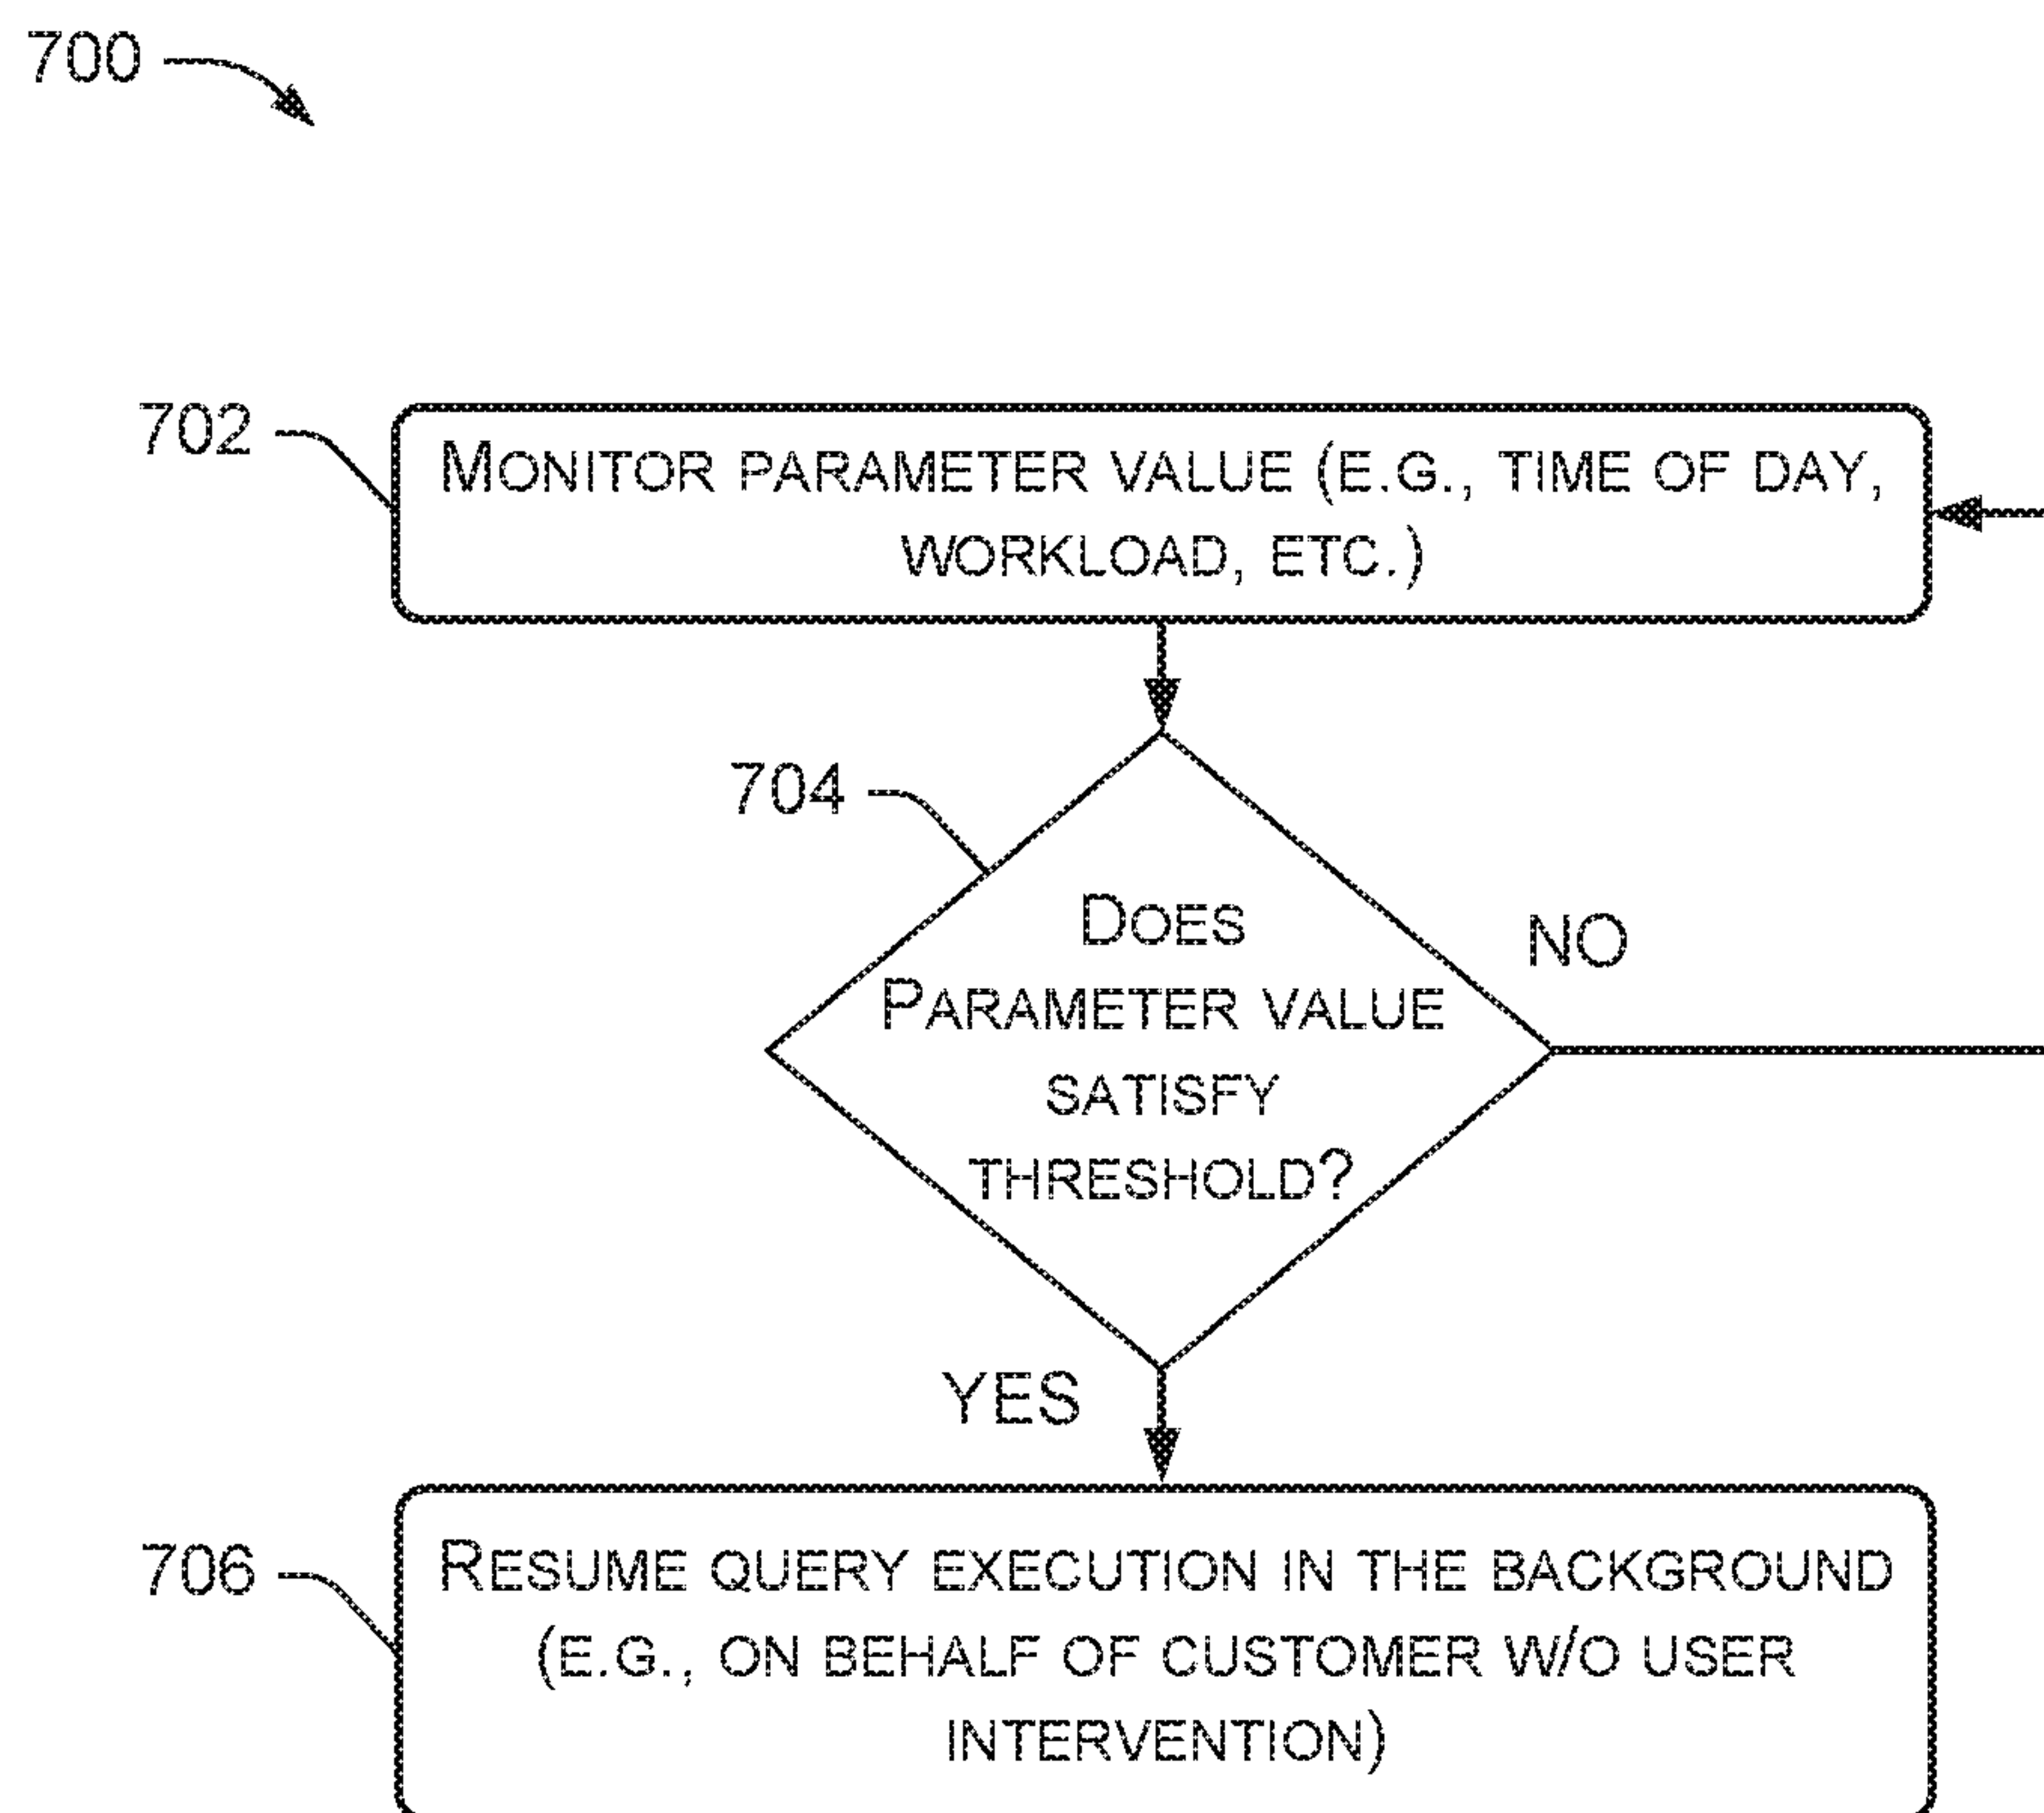 700
702
MONITOR PARAMETER VALUE (E.G., TIME OF DAY,
WORKLOAD, ETC.)
704
DOES
PARAMETER VALUE
SATISFY
THRESHOLD?
NO
YES
706
RESUME QUERY EXECUTION IN THE BACKGROUND
(E.G., ON BEHALF OF CUSTOMER W/O USER
INTERVENTION)